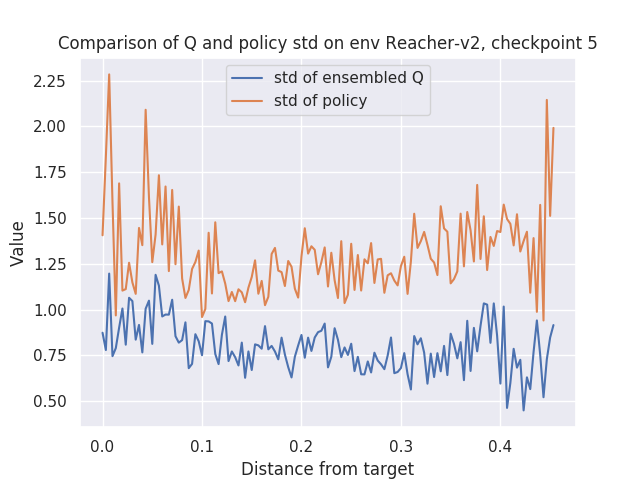 Comparison of Q and policy std on env Reacher-v2, checkpoint 5
std of ensembled Q
std of policy
2.25
2.00
1.75
1.50
1.25
1.00
0.75
0.50
Value
0.0
0.1
0.2
0.3
0.4
Distance from target